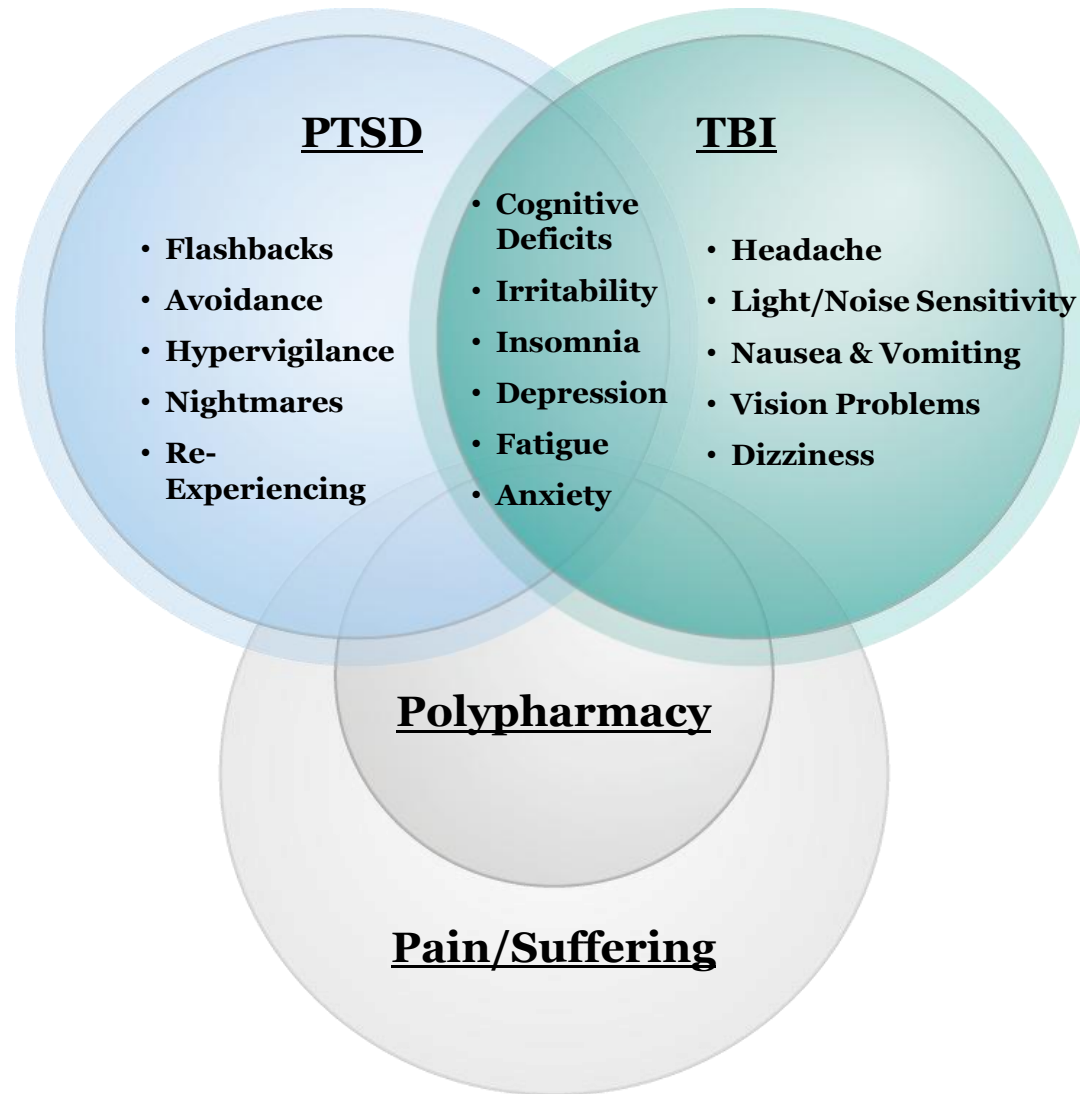 PTSD
• Flashbacks
• Avoidance
• Hypervigilance
• Nightmares
• Re-
Experiencing
• Cognitive
Deficits
• Irritability
• Insomnia
• Depression
• Fatigue
• Anxiety
TBI
• Headache
• Light/Noise Sensitivity
• Nausea & Vomiting
• Vision Problems
• Dizziness
Polypharmacy
Pain/Suffering